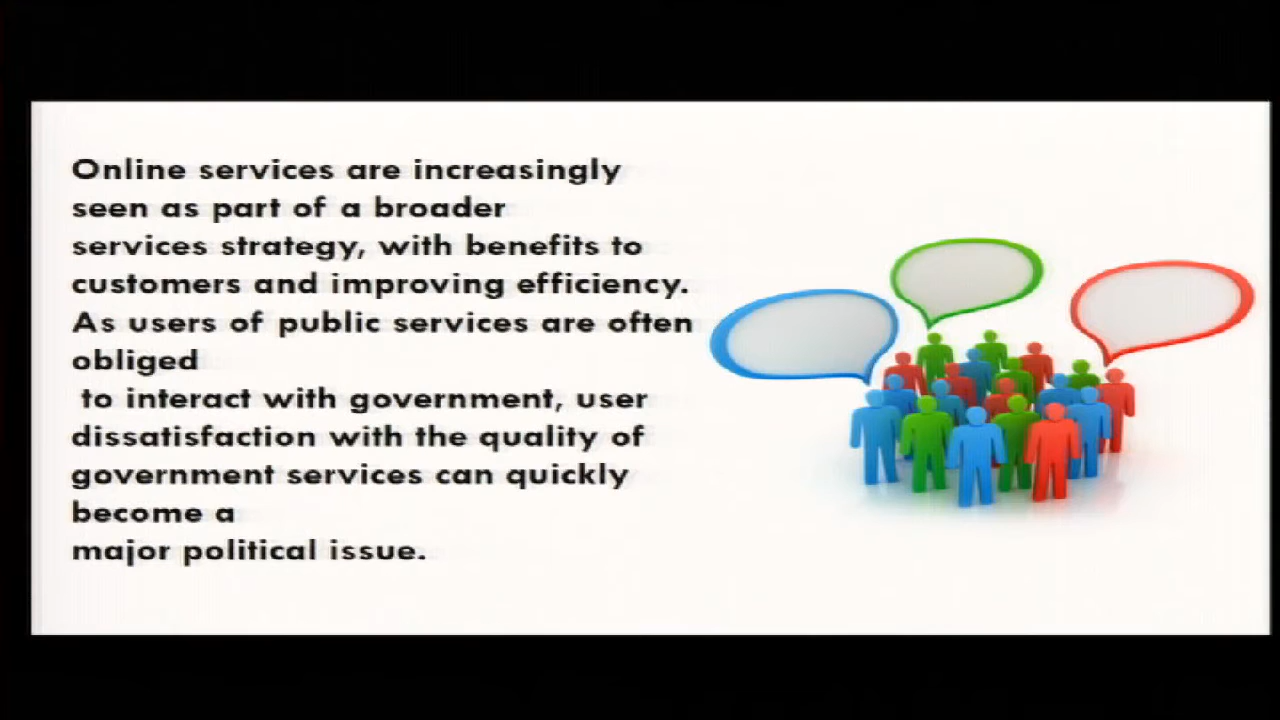 Online services are increasingly
seen as part of a broader
services strategy, with benefits to
customers and improving efficiency.
As users of public services are often
obliged
to interact with government, user
dissatisfaction with the quality of
government services can quickly
become a
major political issue.